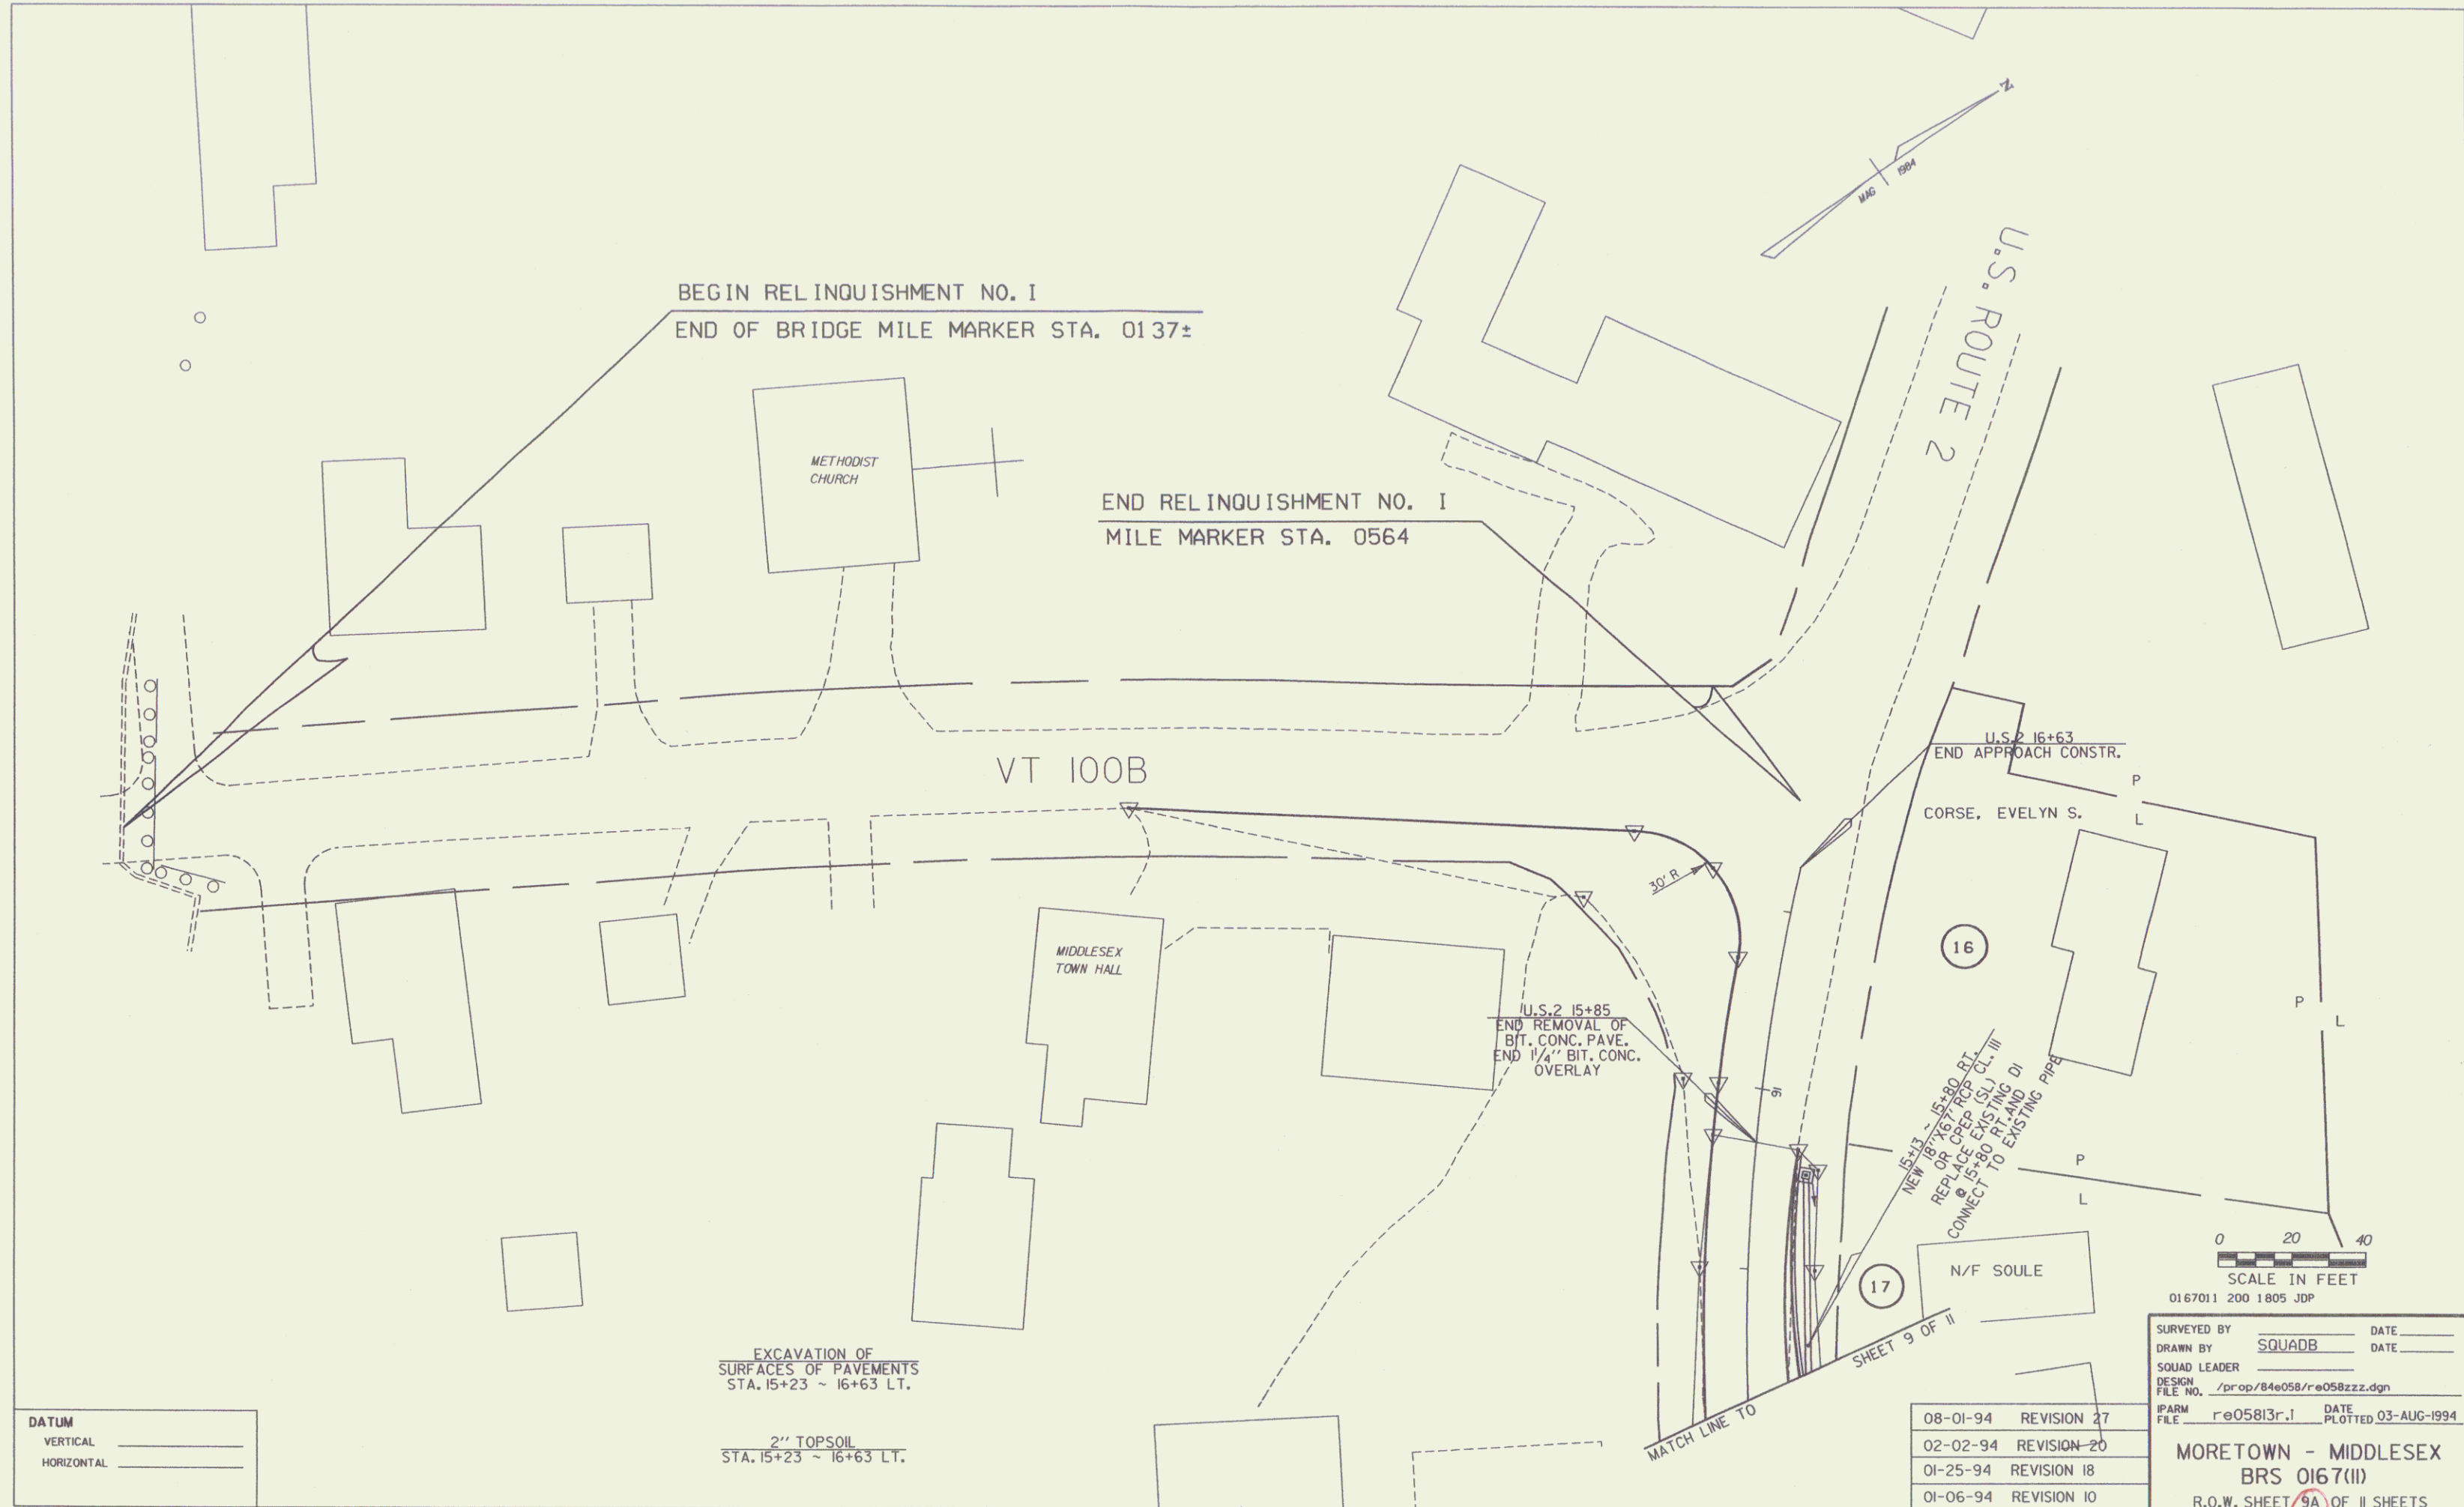 N
MAG
1984
U.S. ROUTE 2
BEGIN RELINQUISHMENT NO. 1
END OF BRIDGE MILE MARKER STA. 0137±
METHODIST
CHURCH
END RELINQUISHMENT NO. 1
MILE MARKER STA. 0564
U.S.2 16+63
END APPROACH CONSTR.
VT 100B
P
L
CORSE, EVELYN S.
30' R
16
MIDDLESEX
TOWN HALL
P
L
U.S.2 15+85
END REMOVAL OF
BIT. CONC. PAVE.
END 1 1/4'' BIT. CONC.
OVERLAY
16
15+13 ~ 15+80 RT.
NEW 18''X67' RCP CL. III
OR CPEP (SL)
REPLACE EXISTING DI
@ 15+80 RT. AND
CONNECT TO EXISTING PIPE
P
L
0 20 40
SCALE IN FEET
17
N/F SOULE
0167011 200 1805 JDP
MATCH LINE TO SHEET 9 OF 11
EXCAVATION OF
SURFACES OF PAVEMENTS
STA. 15+23 ~ 16+63 LT.
2'' TOPSOIL
STA. 15+23 ~ 16+63 LT.
DATUM
VERTICAL
HORIZONTAL
08-01-94 REVISION 27
02-02-94 REVISION 20
01-25-94 REVISION 18
01-06-94 REVISION 10
SURVEYED BY DATE
DRAWN BY SQUADB DATE
SQUAD LEADER
DESIGN
FILE NO. /prop/84e058/re058zzz.dgn
IPARM
FILE re05813r.i DATE
PLOTTED 03-AUG-1994
MORETOWN - MIDDLESEX
BRS 0167(11)
R.O.W. SHEET 9A OF 11 SHEETS